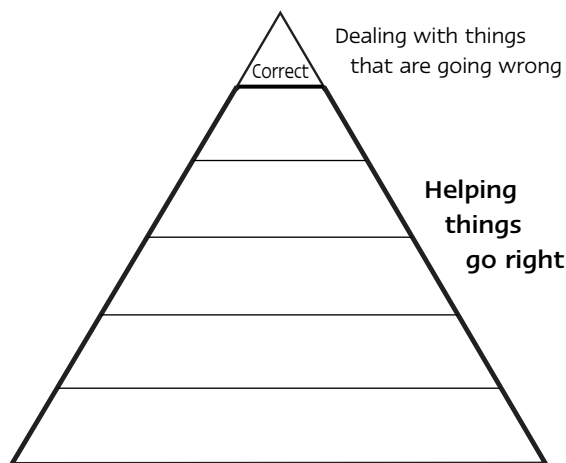 Dealing with things
that are going wrong
Correct
Helping
things
go right